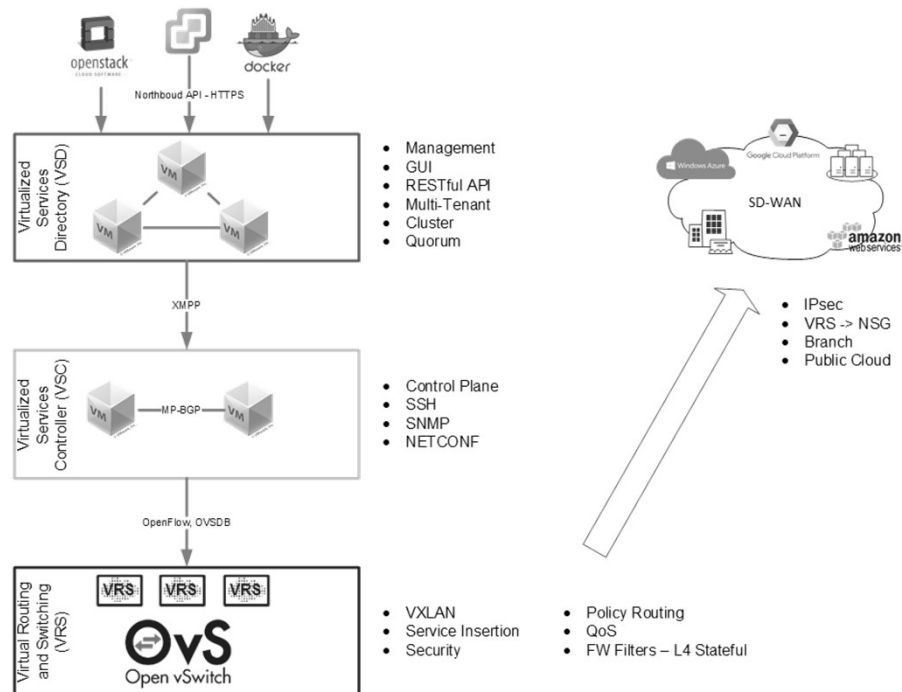 openstack
CLOUD SOFTWARE
docker
Northboud API - HTTPS
Virtualized
Services
Directory (VSD)
VM
VM
VM
Management
GUI
RESTful API
Multi-Tenant
Cluster
Quorum
XMPP
Virtualized
Services
Controller (VSC)
VM
MP-BGP
VM
Control Plane
SSH
SNMP
NETCONF
OpenFlow, OVSDB
Virtual Routing
and Switching
(VRS)
VRS
VRS
VRS
OvS
Open vSwitch
VXLAN
Service Insertion
Security
Policy Routing
QoS
FW Filters – L4 Stateful
Windows Azure
Google Cloud Platform
SD-WAN
amazon
web services
IPsec
VRS -> NSG
Branch
Public Cloud